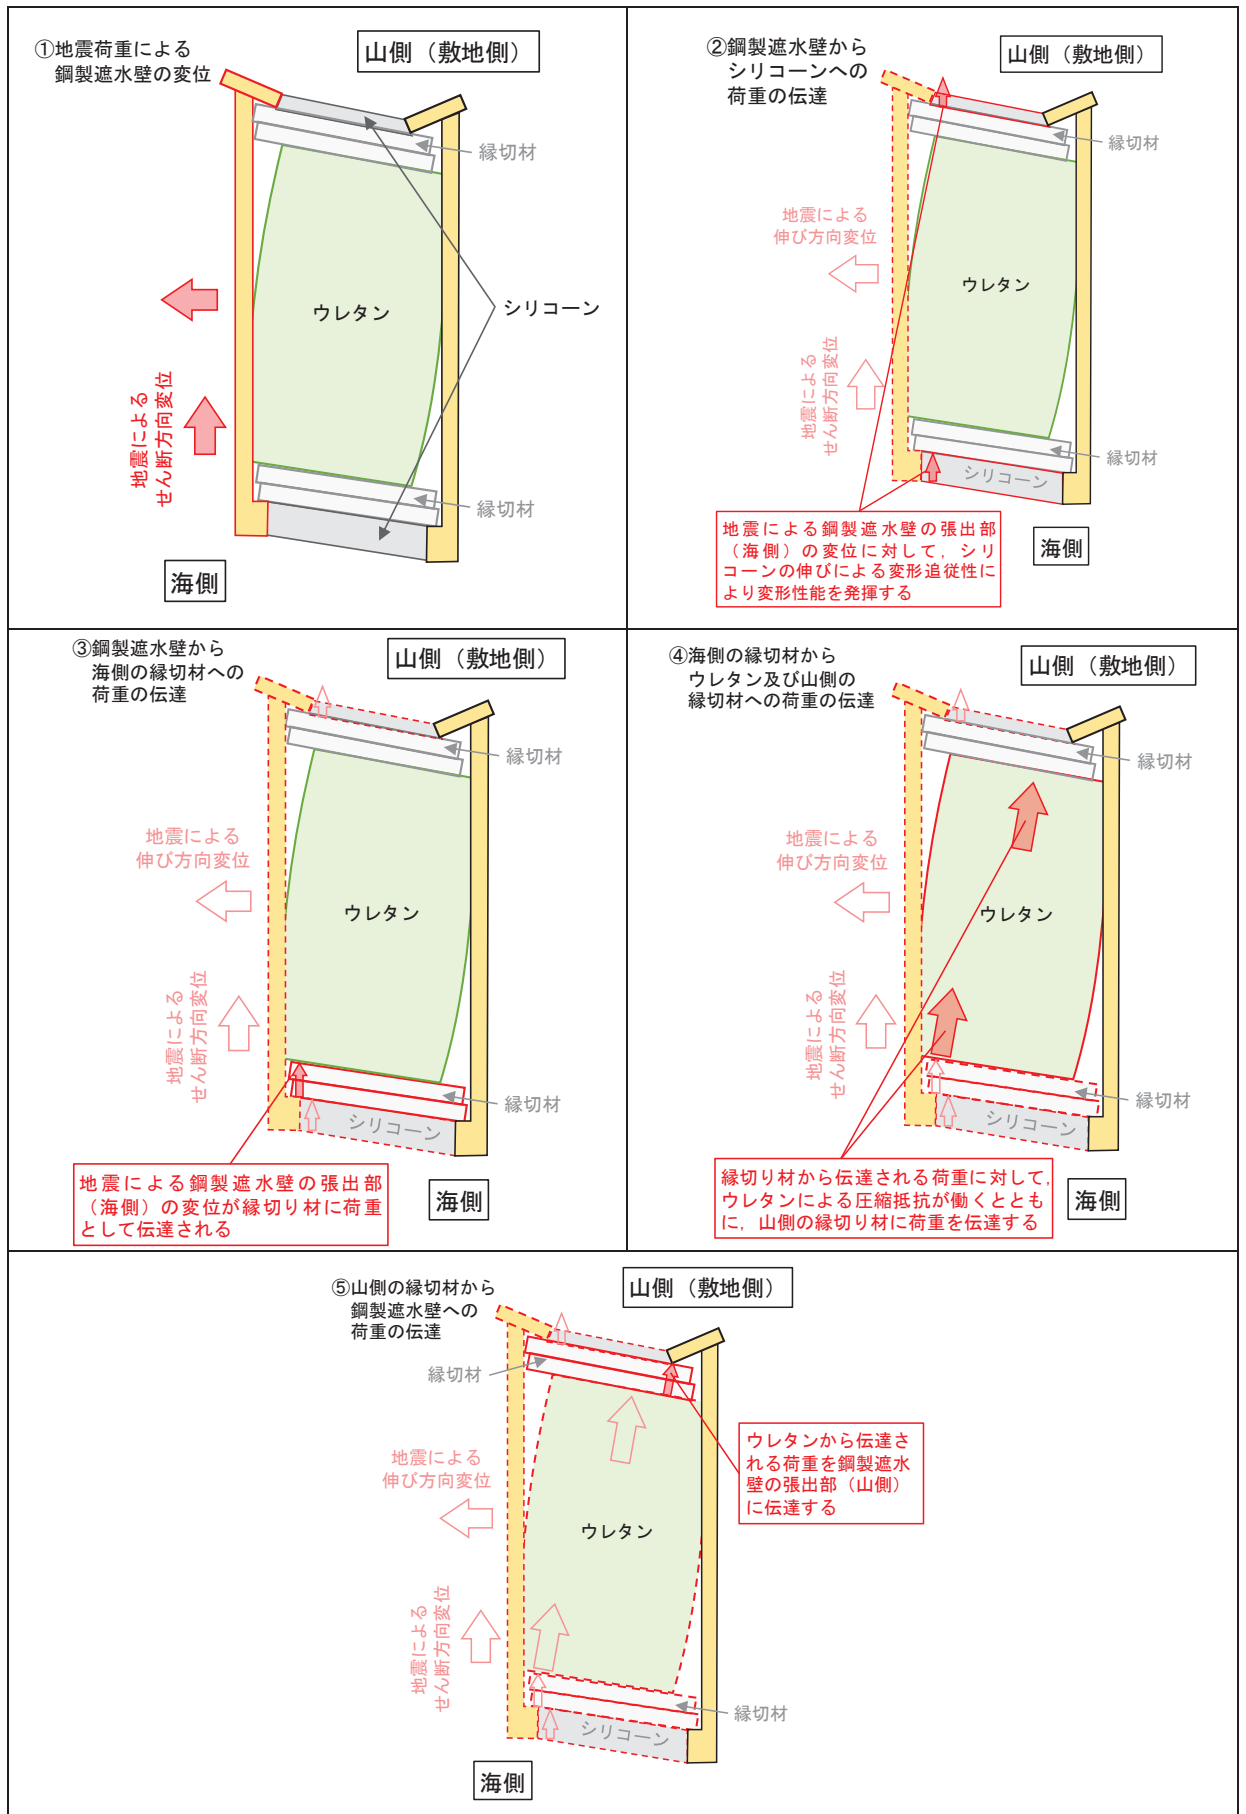 ①地震荷重による
鋼製遮水壁の変位
山側（敷地側）
縁切材
ウレタン
シリコーン
地震による
せん断方向変位
縁切材
海側
②鋼製遮水壁から
シリコーンへの
荷重の伝達
山側（敷地側）
縁切材
地震による
伸び方向変位
ウレタン
地震による
せん断方向変位
縁切材
シリコーン
地震による鋼製遮水壁の張出部
（海側）の変位に対して，シリ
コーンの伸びによる変形追従性に
より変形性能を発揮する
海側
③鋼製遮水壁から
海側の縁切材への
荷重の伝達
山側（敷地側）
縁切材
地震による
伸び方向変位
ウレタン
地震による
せん断方向変位
縁切材
シリコーン
地震による鋼製遮水壁の張出部
（海側）の変位が縁切り材に荷重
として伝達される
海側
④海側の縁切材から
ウレタン及び山側の
縁切材への荷重の伝達
山側（敷地側）
縁切材
地震による
伸び方向変位
ウレタン
地震による
せん断方向変位
縁切材
シリコーン
縁切り材から伝達される荷重に対して，
ウレタンによる圧縮抵抗が働くととも
に，山側の縁切り材に荷重を伝達する
海側
⑤山側の縁切材から
鋼製遮水壁への
荷重の伝達
山側（敷地側）
縁切材
地震による
伸び方向変位
ウレタンから伝達さ
れる荷重を鋼製遮水
壁の張出部（山側）
に伝達する
ウレタン
地震による
せん断方向変位
縁切材
シリコーン
海側